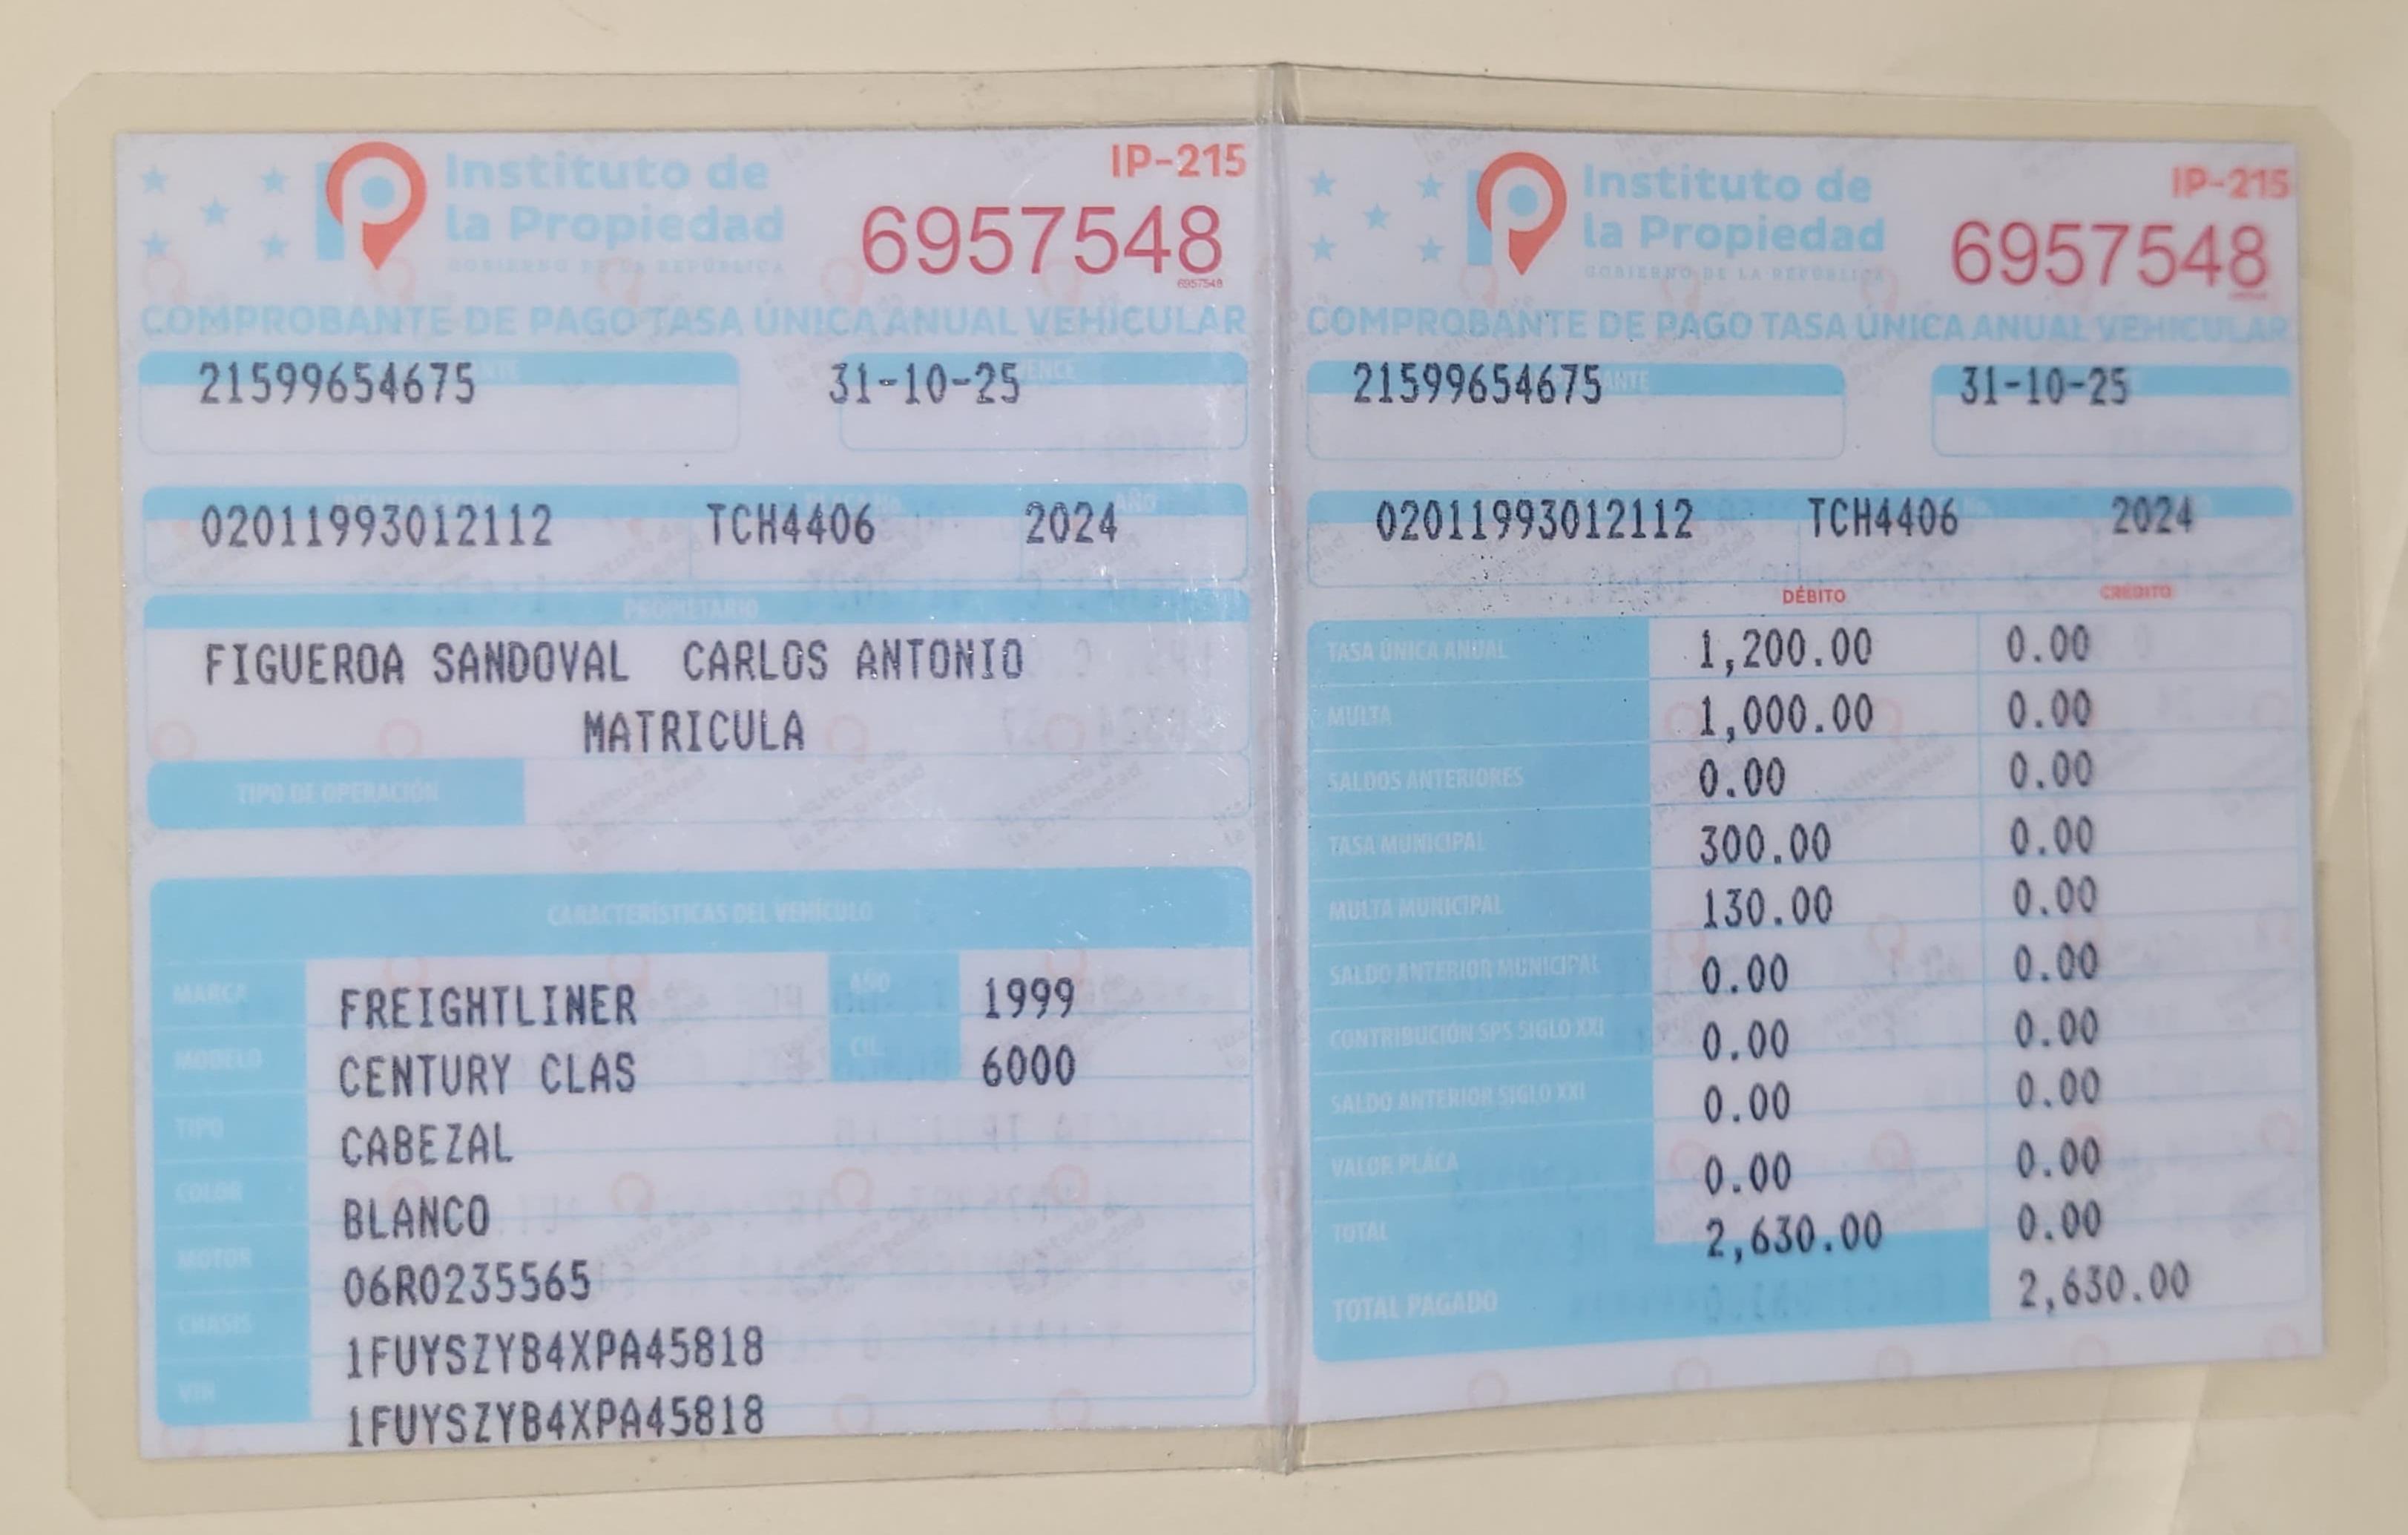 Instituto de
la Propiedad
GOBIERNO DE LA REPÚBLICA
IP-215
6957548
6957548
COMPROBANTE DE PAGO TASA ÚNICA ANUAL VEHICULAR
21599654675 31-10-25
02011993012112 TCH4406 2024
AÑO
PROPIETARIO
FIGUEROA SANDOVAL CARLOS ANTONIO
MATRICULA
TIPO DE OPERACIÓN
CARACTERÍSTICAS DEL VEHÍCULO
MARCA FREIGHTLINER AÑO 1999
MODELO CENTURY CLAS CIL 6000
TIPO CABEZAL
COLOR BLANCO
MOTOR 06R0235565
CHASIS 1FUYSZYB4XPA45818
VIN 1FUYSZYB4XPA45818
Instituto de
la Propiedad
GOBIERNO DE LA REPÚBLICA
IP-215
6957548
COMPROBANTE DE PAGO TASA ÚNICA ANUAL VEHICULAR
21599654675 31-10-25
02011993012112 TCH4406 2024
DÉBITO CRÉDITO
TASA ÚNICA ANUAL 1,200.00 0.00
MULTA 1,000.00 0.00
SALDOS ANTERIORES 0.00 0.00
TASA MUNICIPAL 300.00 0.00
MULTA MUNICIPAL 130.00 0.00
SALDO ANTERIOR MUNICIPAL 0.00 0.00
CONTRIBUCIÓN SPS SIGLO XXI 0.00 0.00
SALDO ANTERIOR SIGLO XXI 0.00 0.00
VALOR PLACA 0.00 0.00
TOTAL 2,630.00 0.00
TOTAL PAGADO 2,630.00